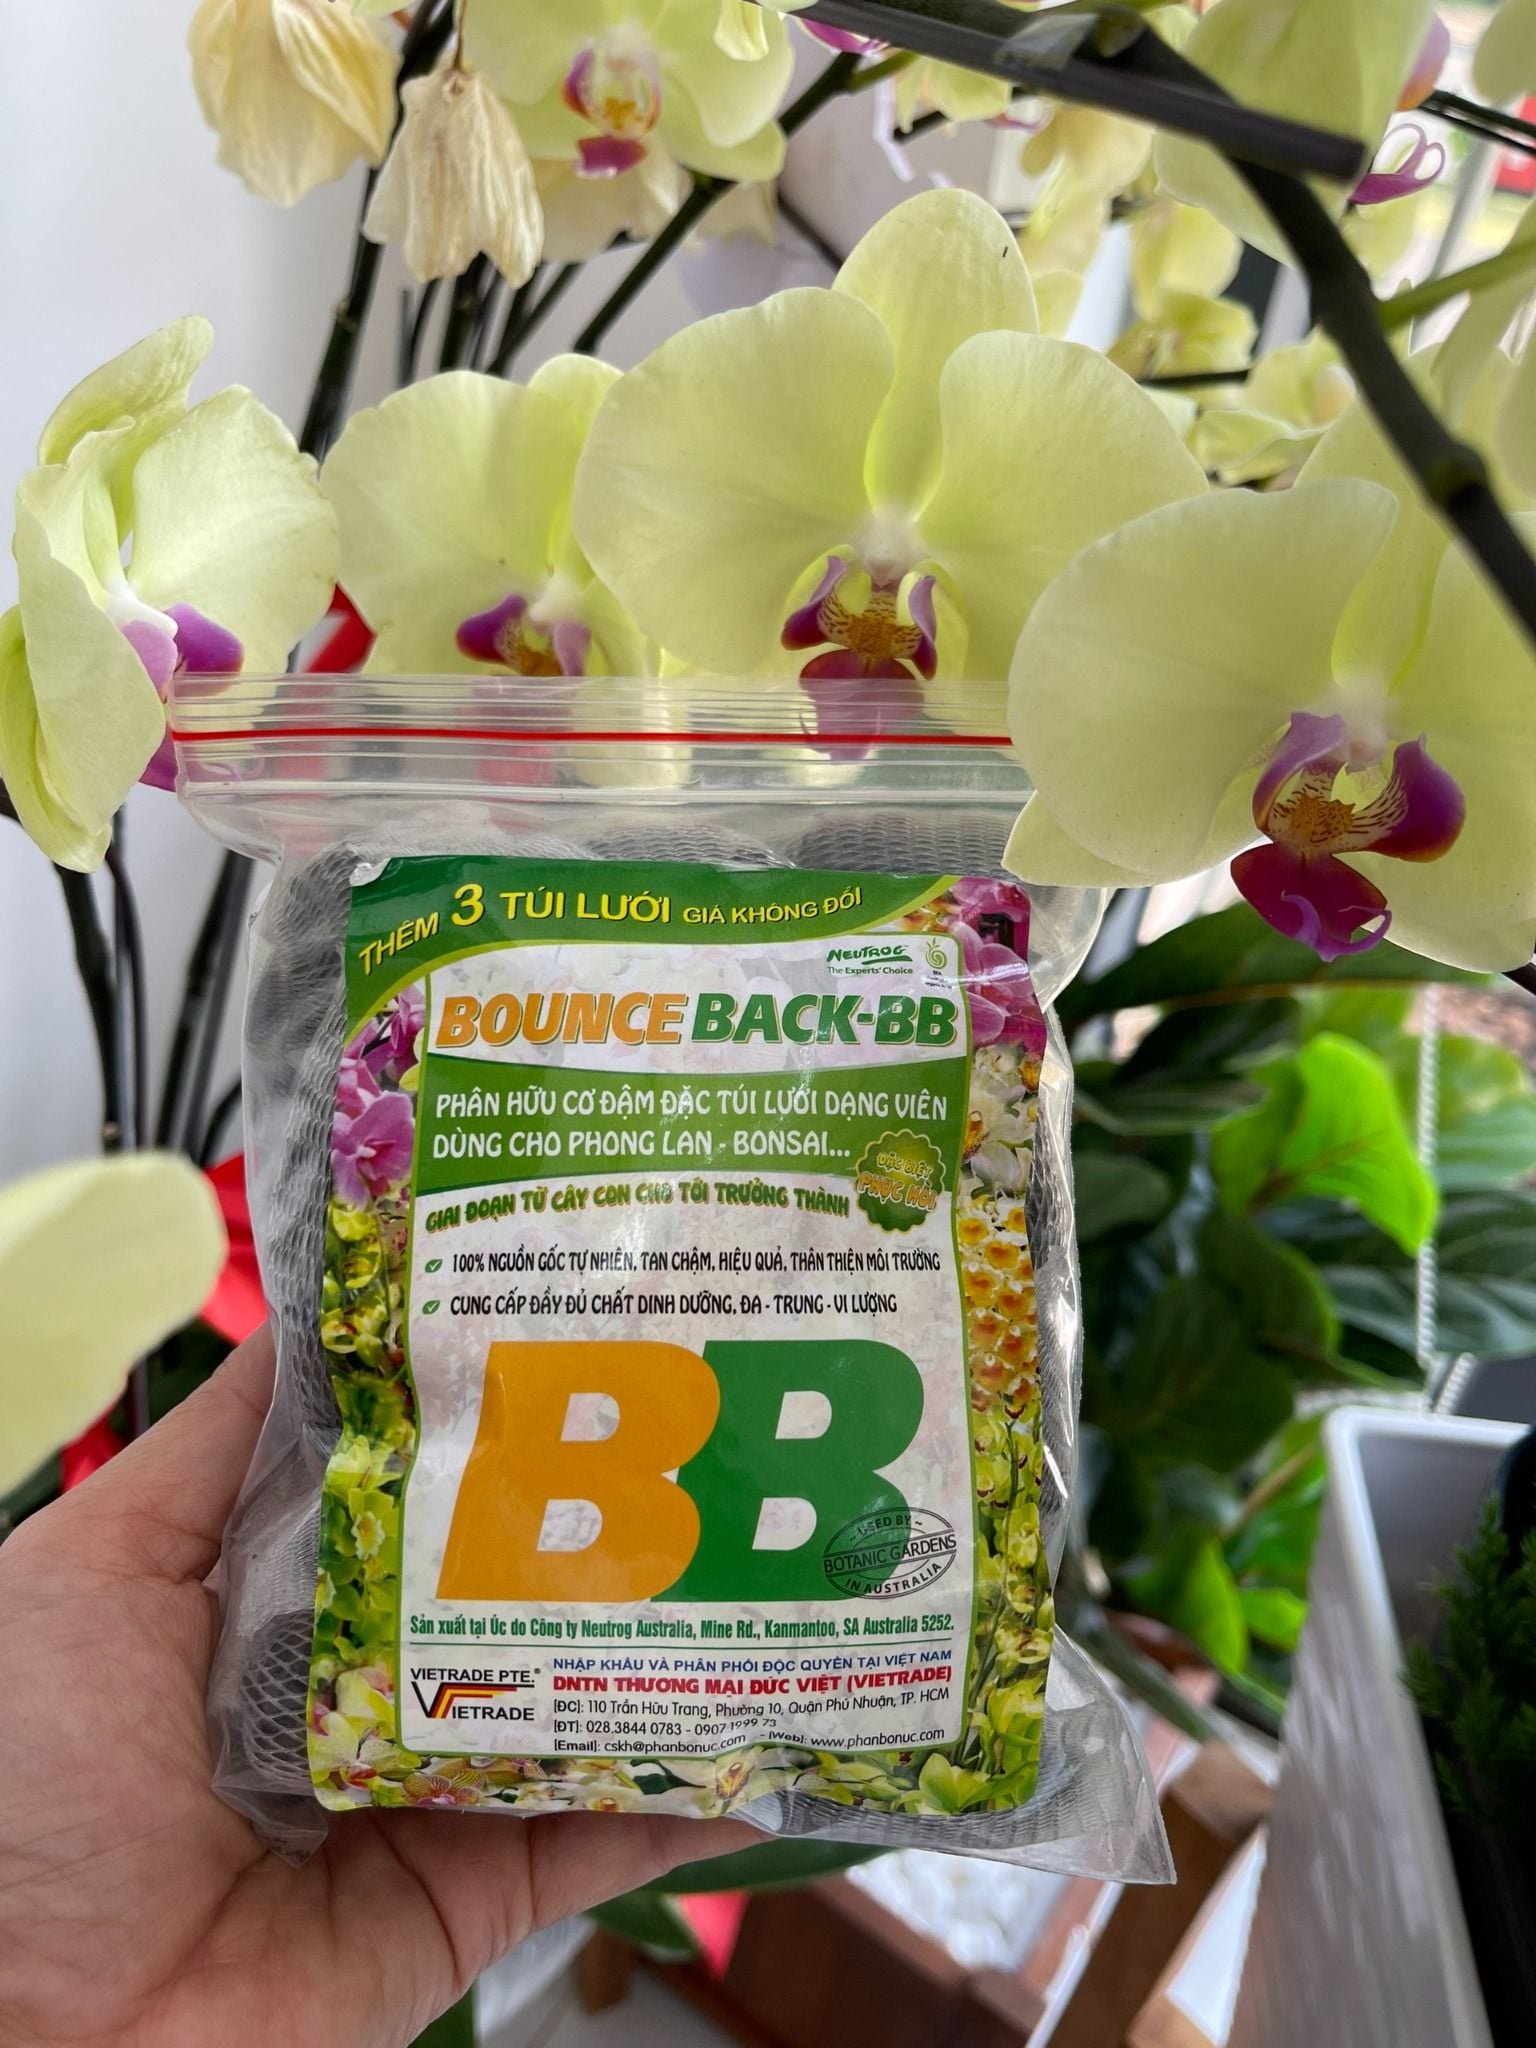 THÊM 3 TÚI LƯỚI GIÁ KHÔNG ĐỔI
NEUTROG
The Experts' Choice
BOUNCE BACK-BB
PHÂN HỮU CƠ ĐẬM ĐẶC TÚI LƯỚI DẠNG VIÊN
DÙNG CHO PHONG LAN - BONSAI...
ĐẶC BIỆT
PHỤC HỒI
GIAI ĐOẠN TỪ CÂY CON CHO TỚI TRƯỞNG THÀNH
100% NGUỒN GỐC TỰ NHIÊN, TAN CHẬM, HIỆU QUẢ, THÂN THIỆN MÔI TRƯỜNG
CUNG CẤP ĐẦY ĐỦ CHẤT DINH DƯỠNG, ĐA - TRUNG - VI LƯỢNG
BB
~ USED BY ~
BOTANIC GARDENS
IN AUSTRALIA
Sản xuất tại Úc do Công ty Neutrog Australia, Mine Rd., Kanmantoo, SA Australia 5252.
VIETRADE PTE.®
VIETRADE
NHẬP KHẨU VÀ PHÂN PHỐI ĐỘC QUYỀN TẠI VIỆT NAM
DNTN THƯƠNG MẠI ĐỨC VIỆT (VIETRADE)
[ĐC]: 110 Trần Hữu Trang, Phường 10, Quận Phú Nhuận, TP. HCM
[ĐT]: 028.3844 0783 - 0907 1999 73
[Email]: cskh@phanbonuc.com - [Web]: www.phanbonuc.com